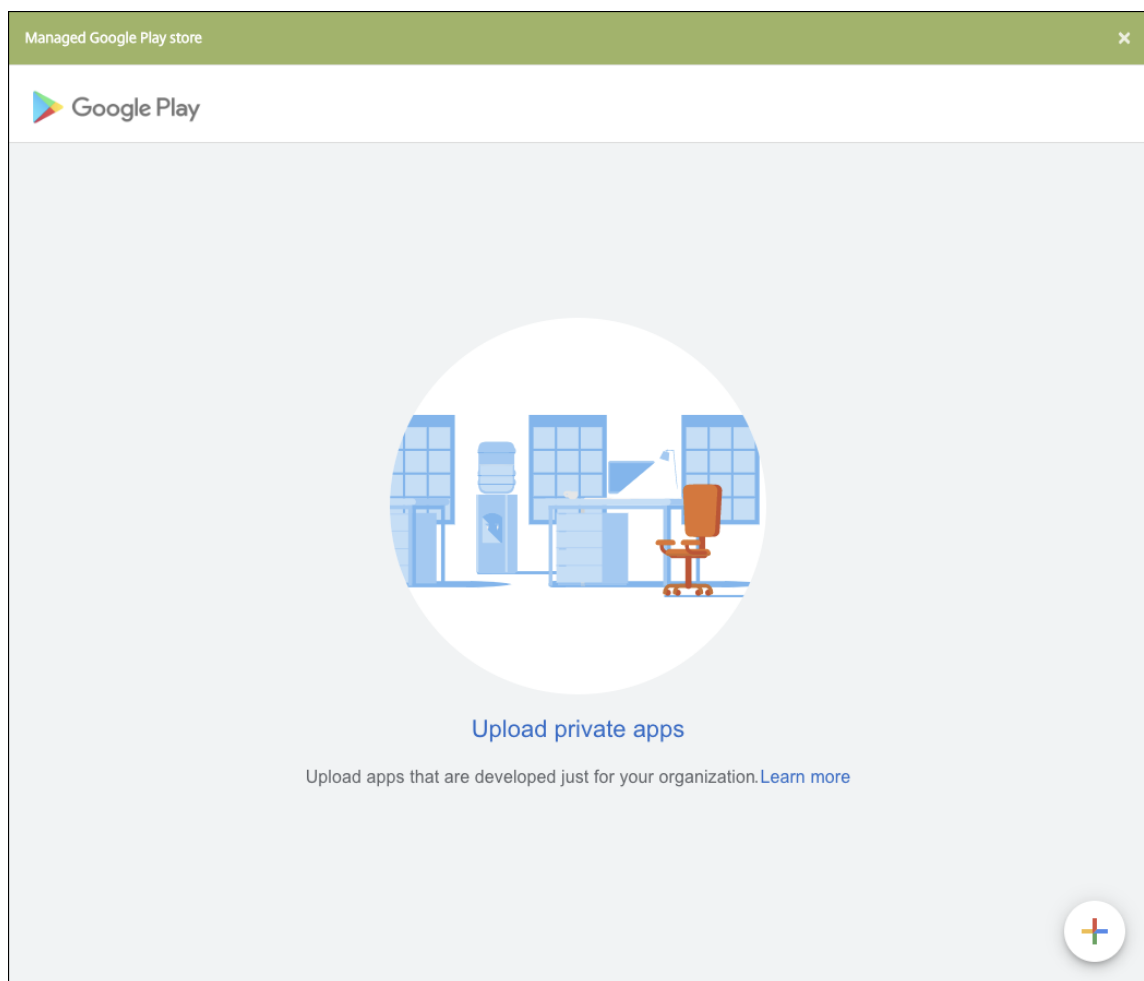 Managed Google Play store
Google Play
Upload private apps
Upload apps that are developed just for your organization.Learn more